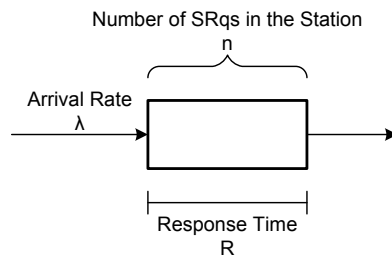 Number of SRqs in the Station
n
Arrival Rate
λ
Response Time
R